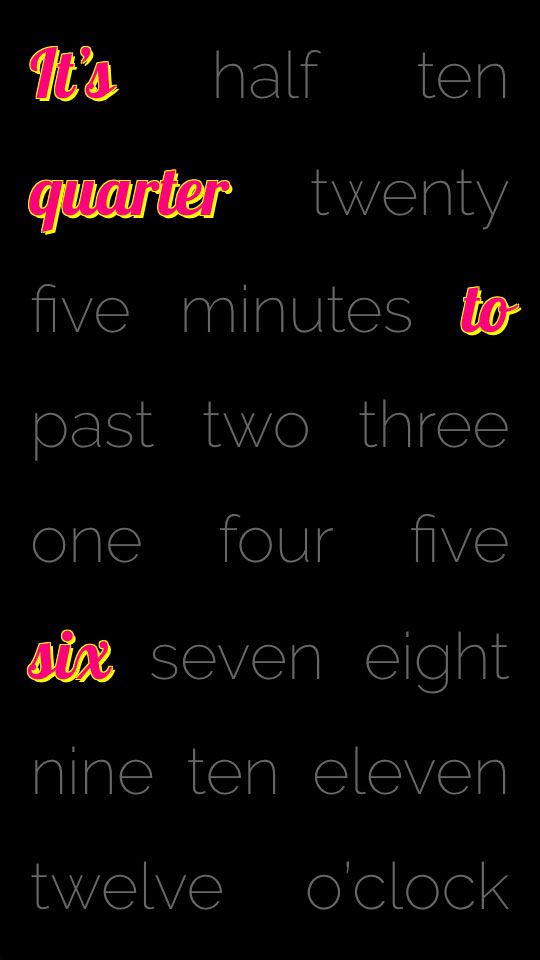 It's half ten
quarter twenty
five minutes to
past two three
one four five
six seven eight
nine ten eleven
twelve o'clock